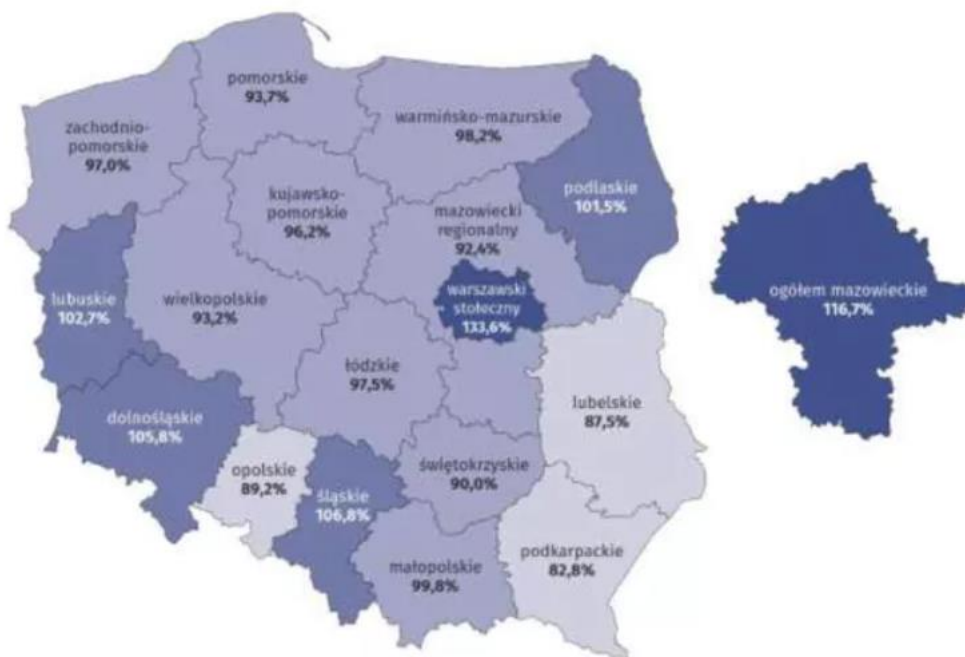 pomorskie
93,7%
zachodnio-
pomorskie
97,0%
warmińsko-mazurskie
98,2%
podlaskie
101,5%
kujawsko-
pomorskie
96,2%
mazowiecki
regionalny
92,4%
warszawski
stołeczny
133,6%
ogółem mazowieckie
116,7%
lubuskie
102,7%
wielkopolskie
93,2%
łódzkie
97,5%
lubelskie
87,5%
dolnośląskie
105,8%
opolskie
89,2%
śląskie
106,8%
świętokrzyskie
90,0%
małopolskie
99,8%
podkarpackie
82,8%